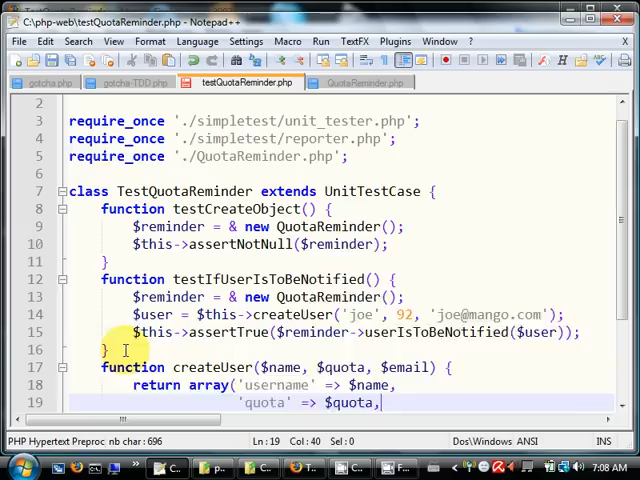 C:\php-web\testQuotaReminder.php - Notepad++
File Edit Search View Format Language Settings Macro Run TextFX Plugins Window ?
gotcha.php gotcha-TDD.php testQuotaReminder.php QuotaReminder.php
2
3 require_once './simpletest/unit_tester.php';
4 require_once './simpletest/reporter.php';
5 require_once './QuotaReminder.php';
6
7 class TestQuotaReminder extends UnitTestCase {
8 function testCreateObject() {
9 $reminder = & new QuotaReminder();
10 $this->assertNotNull($reminder);
11 }
12 function testIfUserIsToBeNotified() {
13 $reminder = & new QuotaReminder();
14 $user = $this->createUser('joe', 92, 'joe@mango.com');
15 $this->assertTrue($reminder->userIsToBeNotified($user));
16 }
17 function createUser($name, $quota, $email) {
18 return array('username' => $name,
19 'quota' => $quota,
PHP Hypertext Preproc nb char : 696 Ln : 19 Col : 40 Sel : 0 Dos\Windows ANSI INS
C... p... C... T... C... F... 7:08 AM